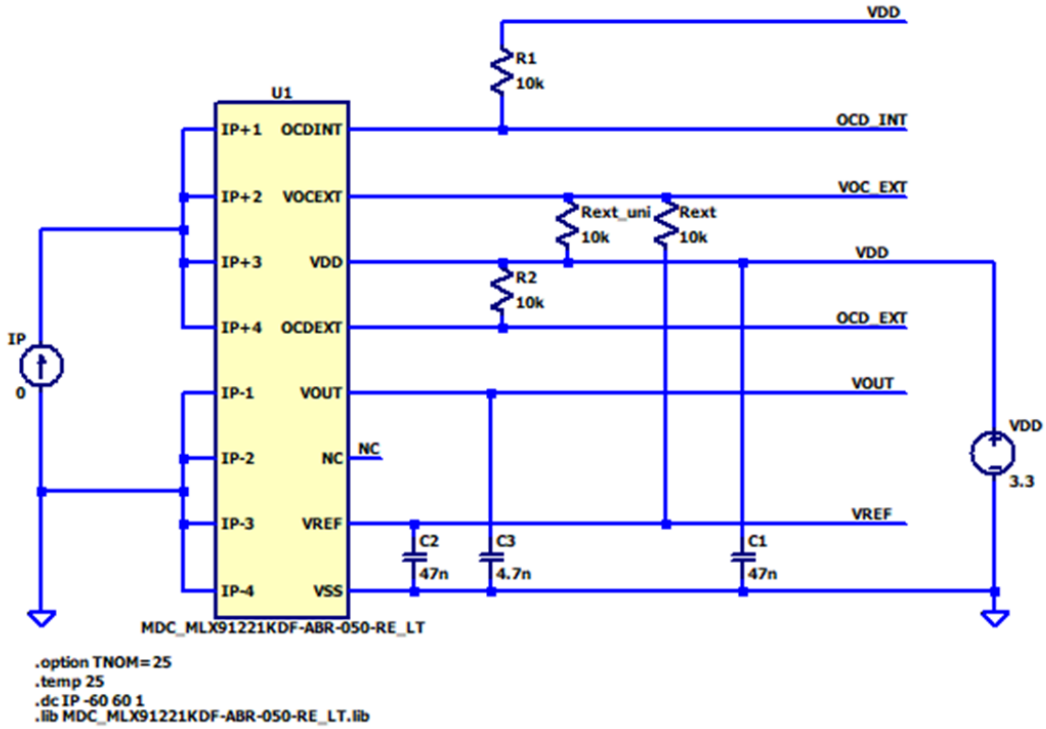 VDD
R1
10k
U1
IP+1 OCDINT
OCD_INT
IP+2 VOCEXT
VOC_EXT
Rext_uni
10k
Rext
10k
IP+3 VDD
VDD
R2
10k
IP+4 OCDEXT
OCD_EXT
IP
0
IP-1 VOUT
VOUT
VDD
3.3
IP-2 NC
NC
IP-3 VREF
VREF
C2
47n
C3
4.7n
C1
47n
IP-4 VSS
MDC_MLX91221KDF-ABR-050-RE_LT
.option TNOM=25
.temp 25
.dc IP -60 60 1
.lib MDC_MLX91221KDF-ABR-050-RE_LT.lib